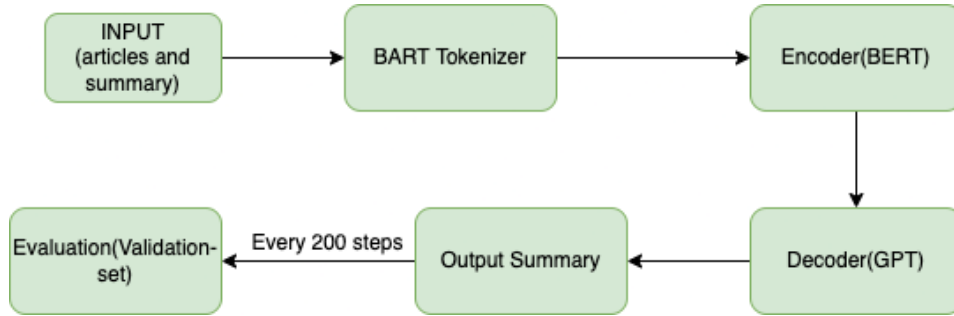 INPUT
(articles and
summary)
BART Tokenizer
Encoder(BERT)
Evaluation(Validation-
set)
Every 200 steps
Output Summary
Decoder(GPT)